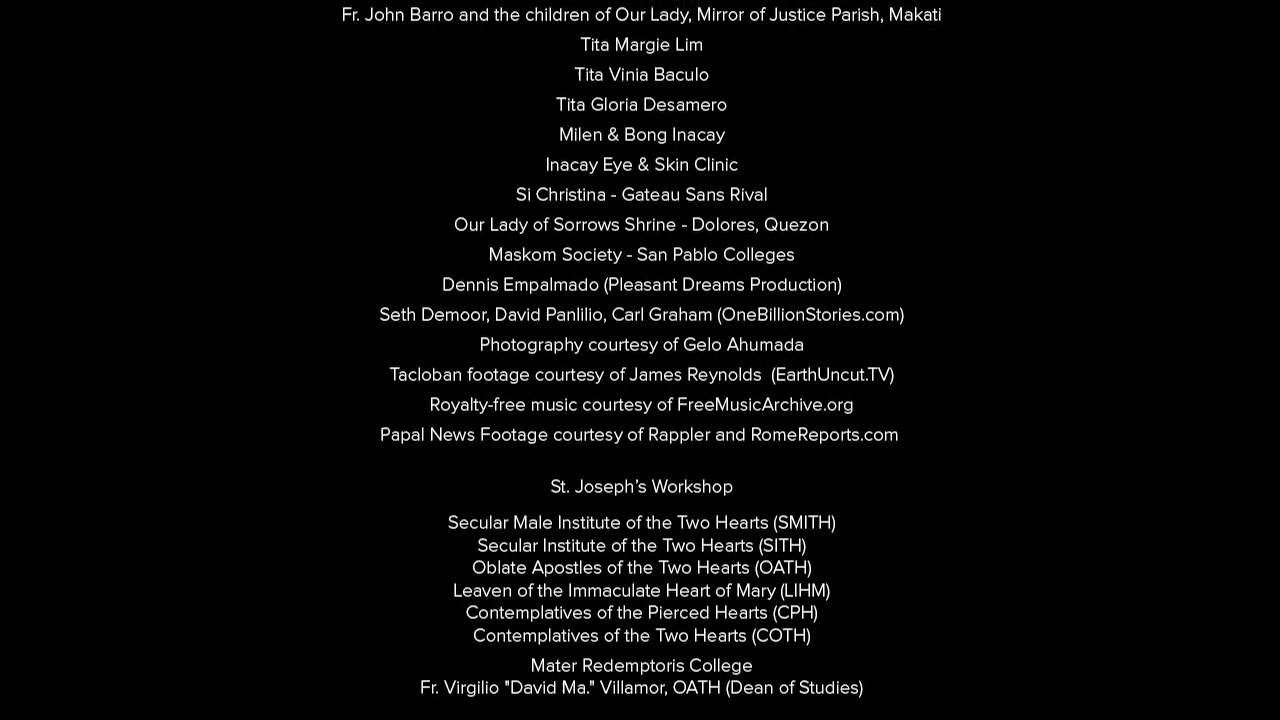 Fr. John Barro and the children of Our Lady, Mirror of Justice Parish, Makati
Tita Margie Lim
Tita Vinia Baculo
Tita Gloria Desamero
Milen & Bong Inacay
Inacay Eye & Skin Clinic
Si Christina - Gateau Sans Rival
Our Lady of Sorrows Shrine - Dolores, Quezon
Maskom Society - San Pablo Colleges
Dennis Empalmado (Pleasant Dreams Production)
Seth Demoor, David Panlilio, Carl Graham (OneBillionStories.com)
Photography courtesy of Gelo Ahumada
Tacloban footage courtesy of James Reynolds  (EarthUncut.TV)
Royalty-free music courtesy of FreeMusicArchive.org
Papal News Footage courtesy of Rappler and RomeReports.com
St. Joseph’s Workshop
Secular Male Institute of the Two Hearts (SMITH)
Secular Institute of the Two Hearts (SITH)
Oblate Apostles of the Two Hearts (OATH)
Leaven of the Immaculate Heart of Mary (LIHM)
Contemplatives of the Pierced Hearts (CPH)
Contemplatives of the Two Hearts (COTH)
Mater Redemptoris College
Fr. Virgilio "David Ma." Villamor, OATH (Dean of Studies)